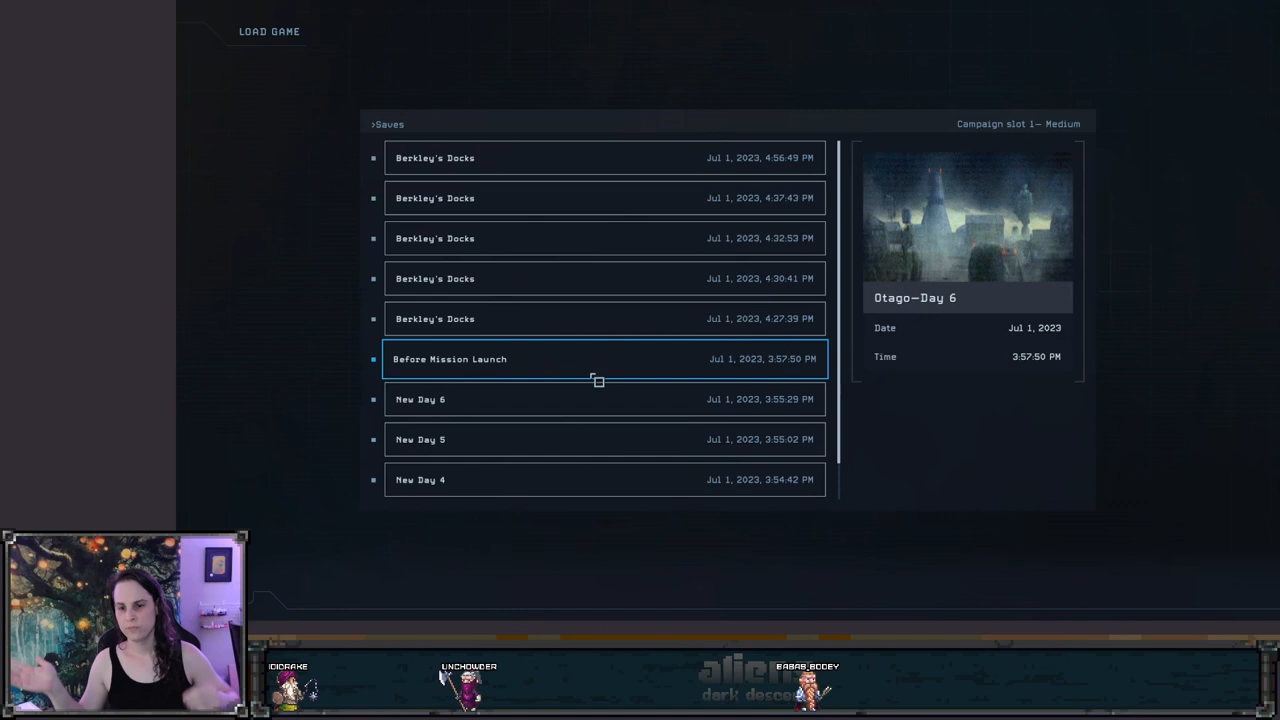 LOAD GAME
>Saves
Campaign slot 1— Medium
Berkley's Docks Jul 1, 2023, 4:56:49 PM
Berkley's Docks Jul 1, 2023, 4:37:43 PM
Berkley's Docks Jul 1, 2023, 4:32:53 PM
Berkley's Docks Jul 1, 2023, 4:30:41 PM
Berkley's Docks Jul 1, 2023, 4:27:39 PM
Before Mission Launch Jul 1, 2023, 3:57:50 PM
New Day 6 Jul 1, 2023, 3:55:29 PM
New Day 5 Jul 1, 2023, 3:55:02 PM
New Day 4 Jul 1, 2023, 3:54:42 PM
Otago—Day 6
Date Jul 1, 2023
Time 3:57:50 PM
UNCHOWDER
alien
dark desce